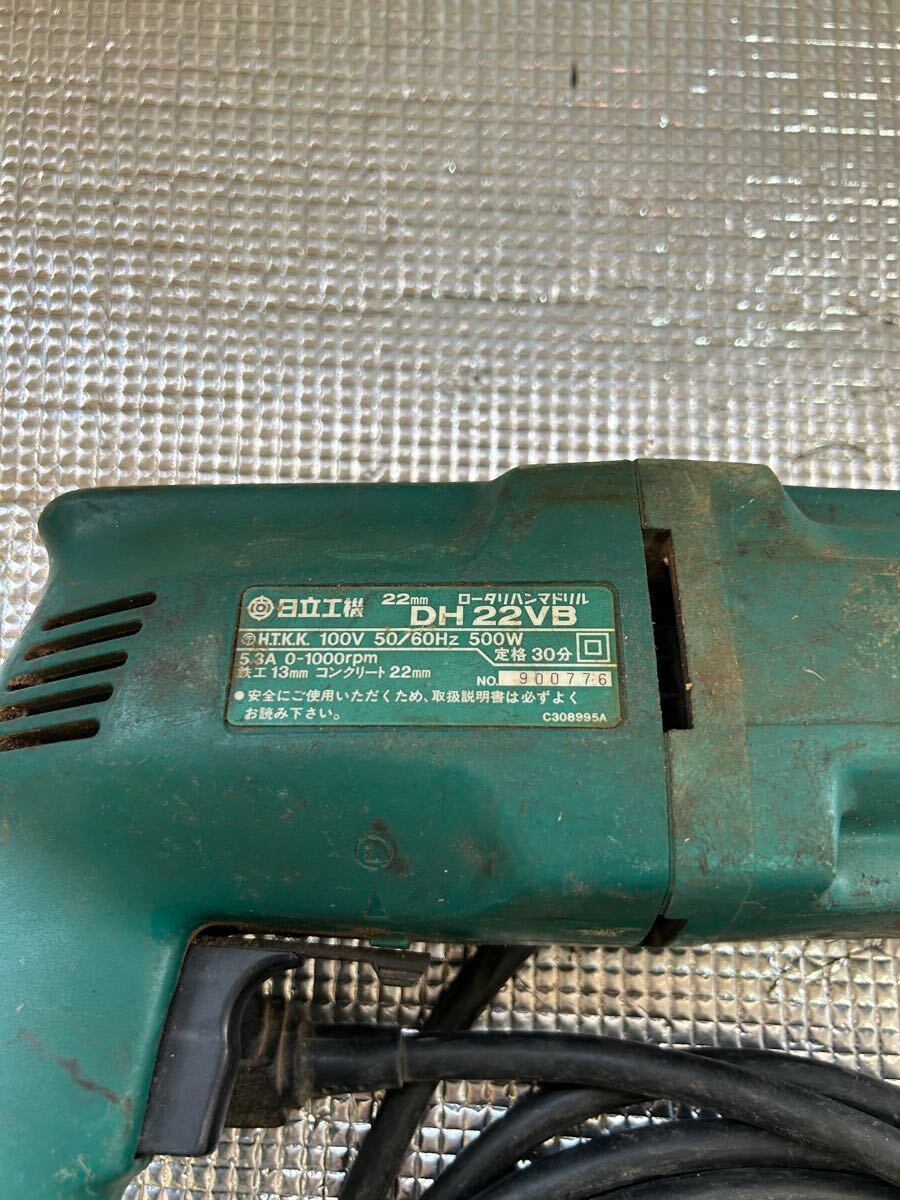 日立工機 22mm ロータリハンマドリル
DH 22VB
H.T.K.K. 100V 50/60Hz 500W
5.3A 0-1000rpm 定格 30分
鉄工 13mm コンクリート 22mm NO. 900776
●安全にご使用いただくため、取扱説明書は必ずよく
お読み下さい。 C308995A
L